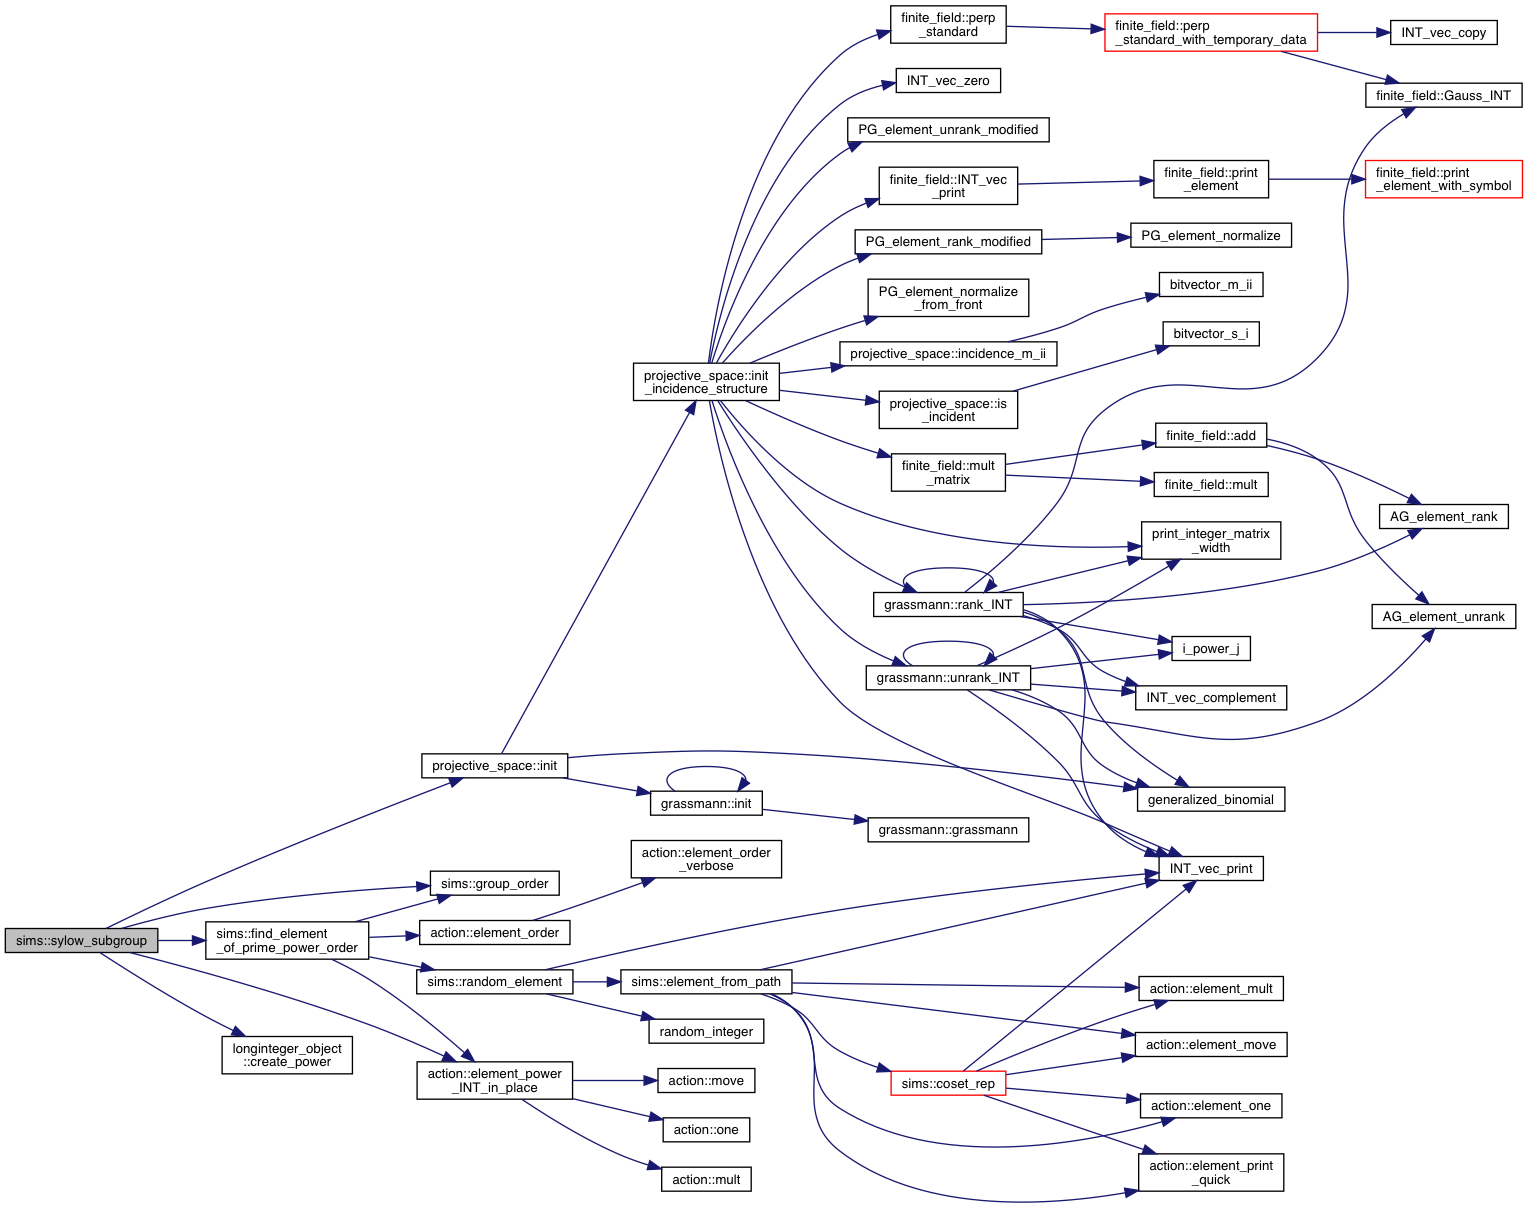 finite_field::perp
_standard
finite_field::perp
_standard_with_temporary_data
INT_vec_copy
INT_vec_zero
finite_field::Gauss_INT
PG_element_unrank_modified
finite_field::INT_vec
_print
finite_field::print
_element
finite_field::print
_element_with_symbol
PG_element_rank_modified
PG_element_normalize
PG_element_normalize
_from_front
bitvector_m_ii
bitvector_s_i
projective_space::incidence_m_ii
projective_space::init
_incidence_structure
projective_space::is
_incident
finite_field::add
finite_field::mult
_matrix
finite_field::mult
AG_element_rank
print_integer_matrix
_width
grassmann::rank_INT
AG_element_unrank
i_power_j
grassmann::unrank_INT
INT_vec_complement
projective_space::init
grassmann::init
generalized_binomial
grassmann::grassmann
action::element_order
_verbose
INT_vec_print
sims::group_order
sims::sylow_subgroup
sims::find_element
_of_prime_power_order
action::element_order
sims::random_element
sims::element_from_path
action::element_mult
random_integer
action::element_move
longinteger_object
::create_power
action::element_power
_INT_in_place
action::move
sims::coset_rep
action::element_one
action::one
action::mult
action::element_print
_quick